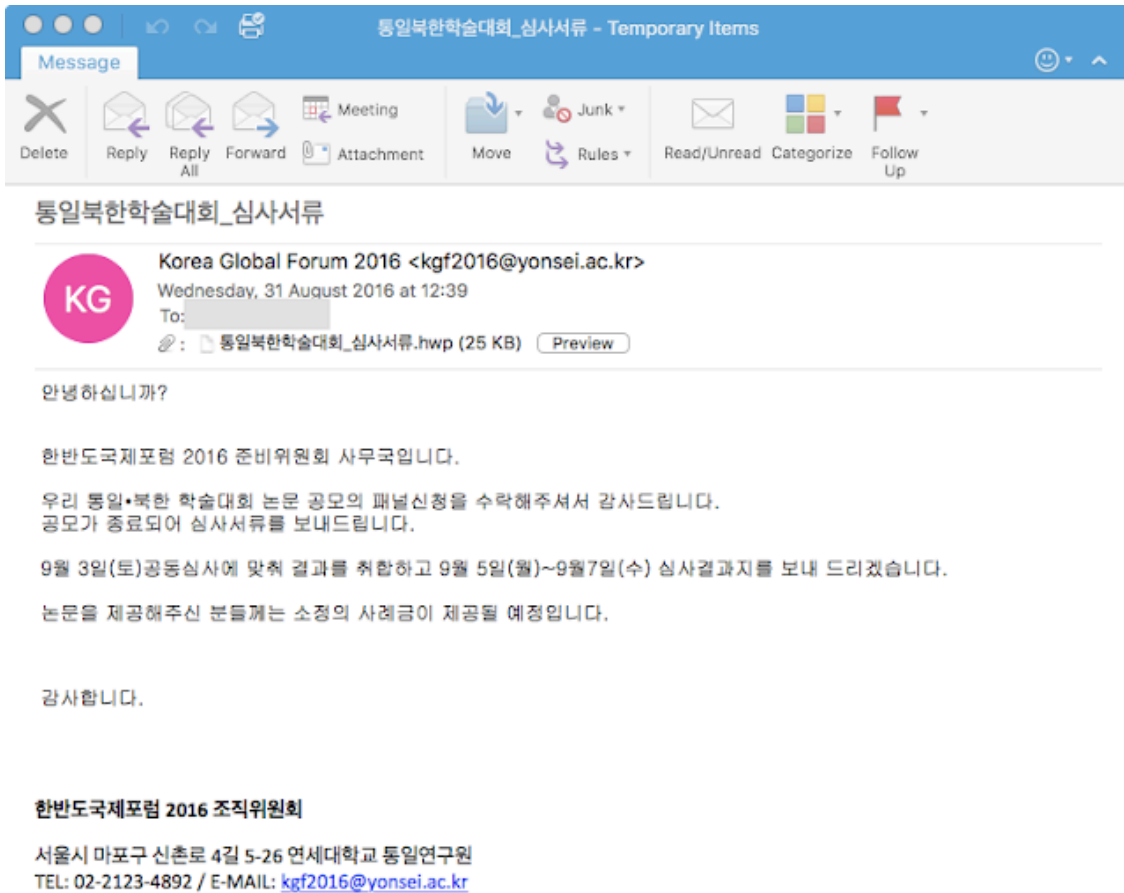 통일북한학술대회_심사서류 - Temporary Items
Message
Delete
Reply
Reply All
Forward
Meeting
Attachment
Move
Junk
Rules
Read/Unread
Categorize
Follow Up
통일북한학술대회_심사서류
KG
Korea Global Forum 2016 <kgf2016@yonsei.ac.kr>
Wednesday, 31 August 2016 at 12:39
To:
: 통일북한학술대회_심사서류.hwp (25 KB) Preview
안녕하십니까?
한반도국제포럼 2016 준비위원회 사무국입니다.
우리 통일•북한 학술대회 논문 공모의 패널신청을 수락해주셔서 감사드립니다.
공모가 종료되어 심사서류를 보내드립니다.
9월 3일(토)공동심사에 맞춰 결과를 취합하고 9월 5일(월)~9월7일(수) 심사결과지를 보내 드리겠습니다.
논문을 제공해주신 분들께는 소정의 사례금이 제공될 예정입니다.
감사합니다.
한반도국제포럼 2016 조직위원회
서울시 마포구 신촌로 4길 5-26 연세대학교 통일연구원
TEL: 02-2123-4892 / E-MAIL: kgf2016@yonsei.ac.kr